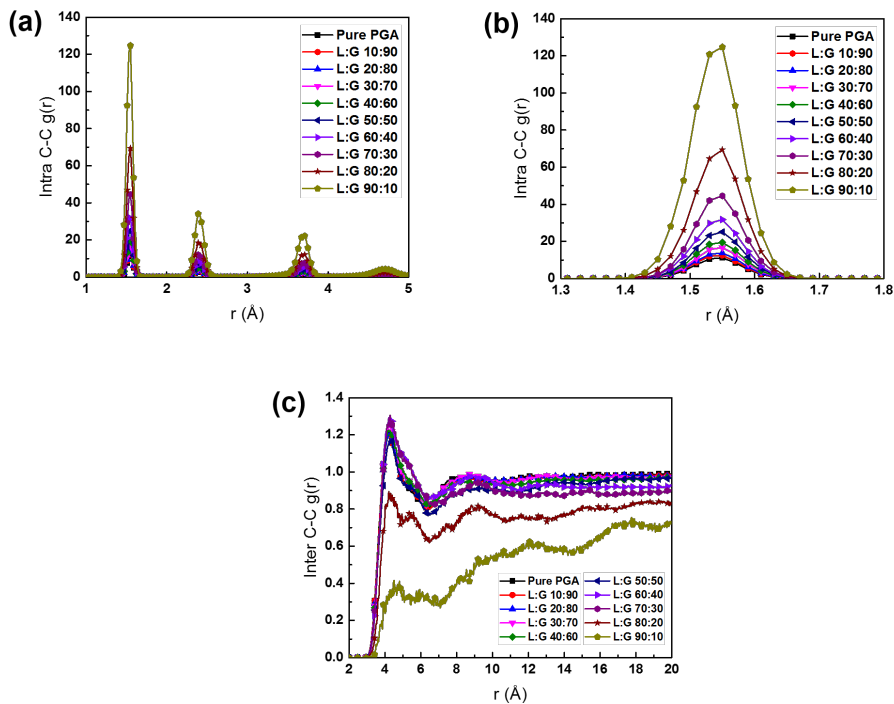 (a)
Intra C-C g(r)
140
120
100
80
60
40
20
0
1
2
3
4
5
r (Å)
Pure PGA
L:G 10:90
L:G 20:80
L:G 30:70
L:G 40:60
L:G 50:50
L:G 60:40
L:G 70:30
L:G 80:20
L:G 90:10
(b)
Intra C-C g(r)
140
120
100
80
60
40
20
0
1.3
1.4
1.5
1.6
1.7
1.8
r (Å)
Pure PGA
L:G 10:90
L:G 20:80
L:G 30:70
L:G 40:60
L:G 50:50
L:G 60:40
L:G 70:30
L:G 80:20
L:G 90:10
(c)
Inter C-C g(r)
1.4
1.2
1.0
0.8
0.6
0.4
0.2
0.0
2
4
6
8
10
12
14
16
18
20
r (Å)
Pure PGA
L:G 10:90
L:G 20:80
L:G 30:70
L:G 40:60
L:G 50:50
L:G 60:40
L:G 70:30
L:G 80:20
L:G 90:10